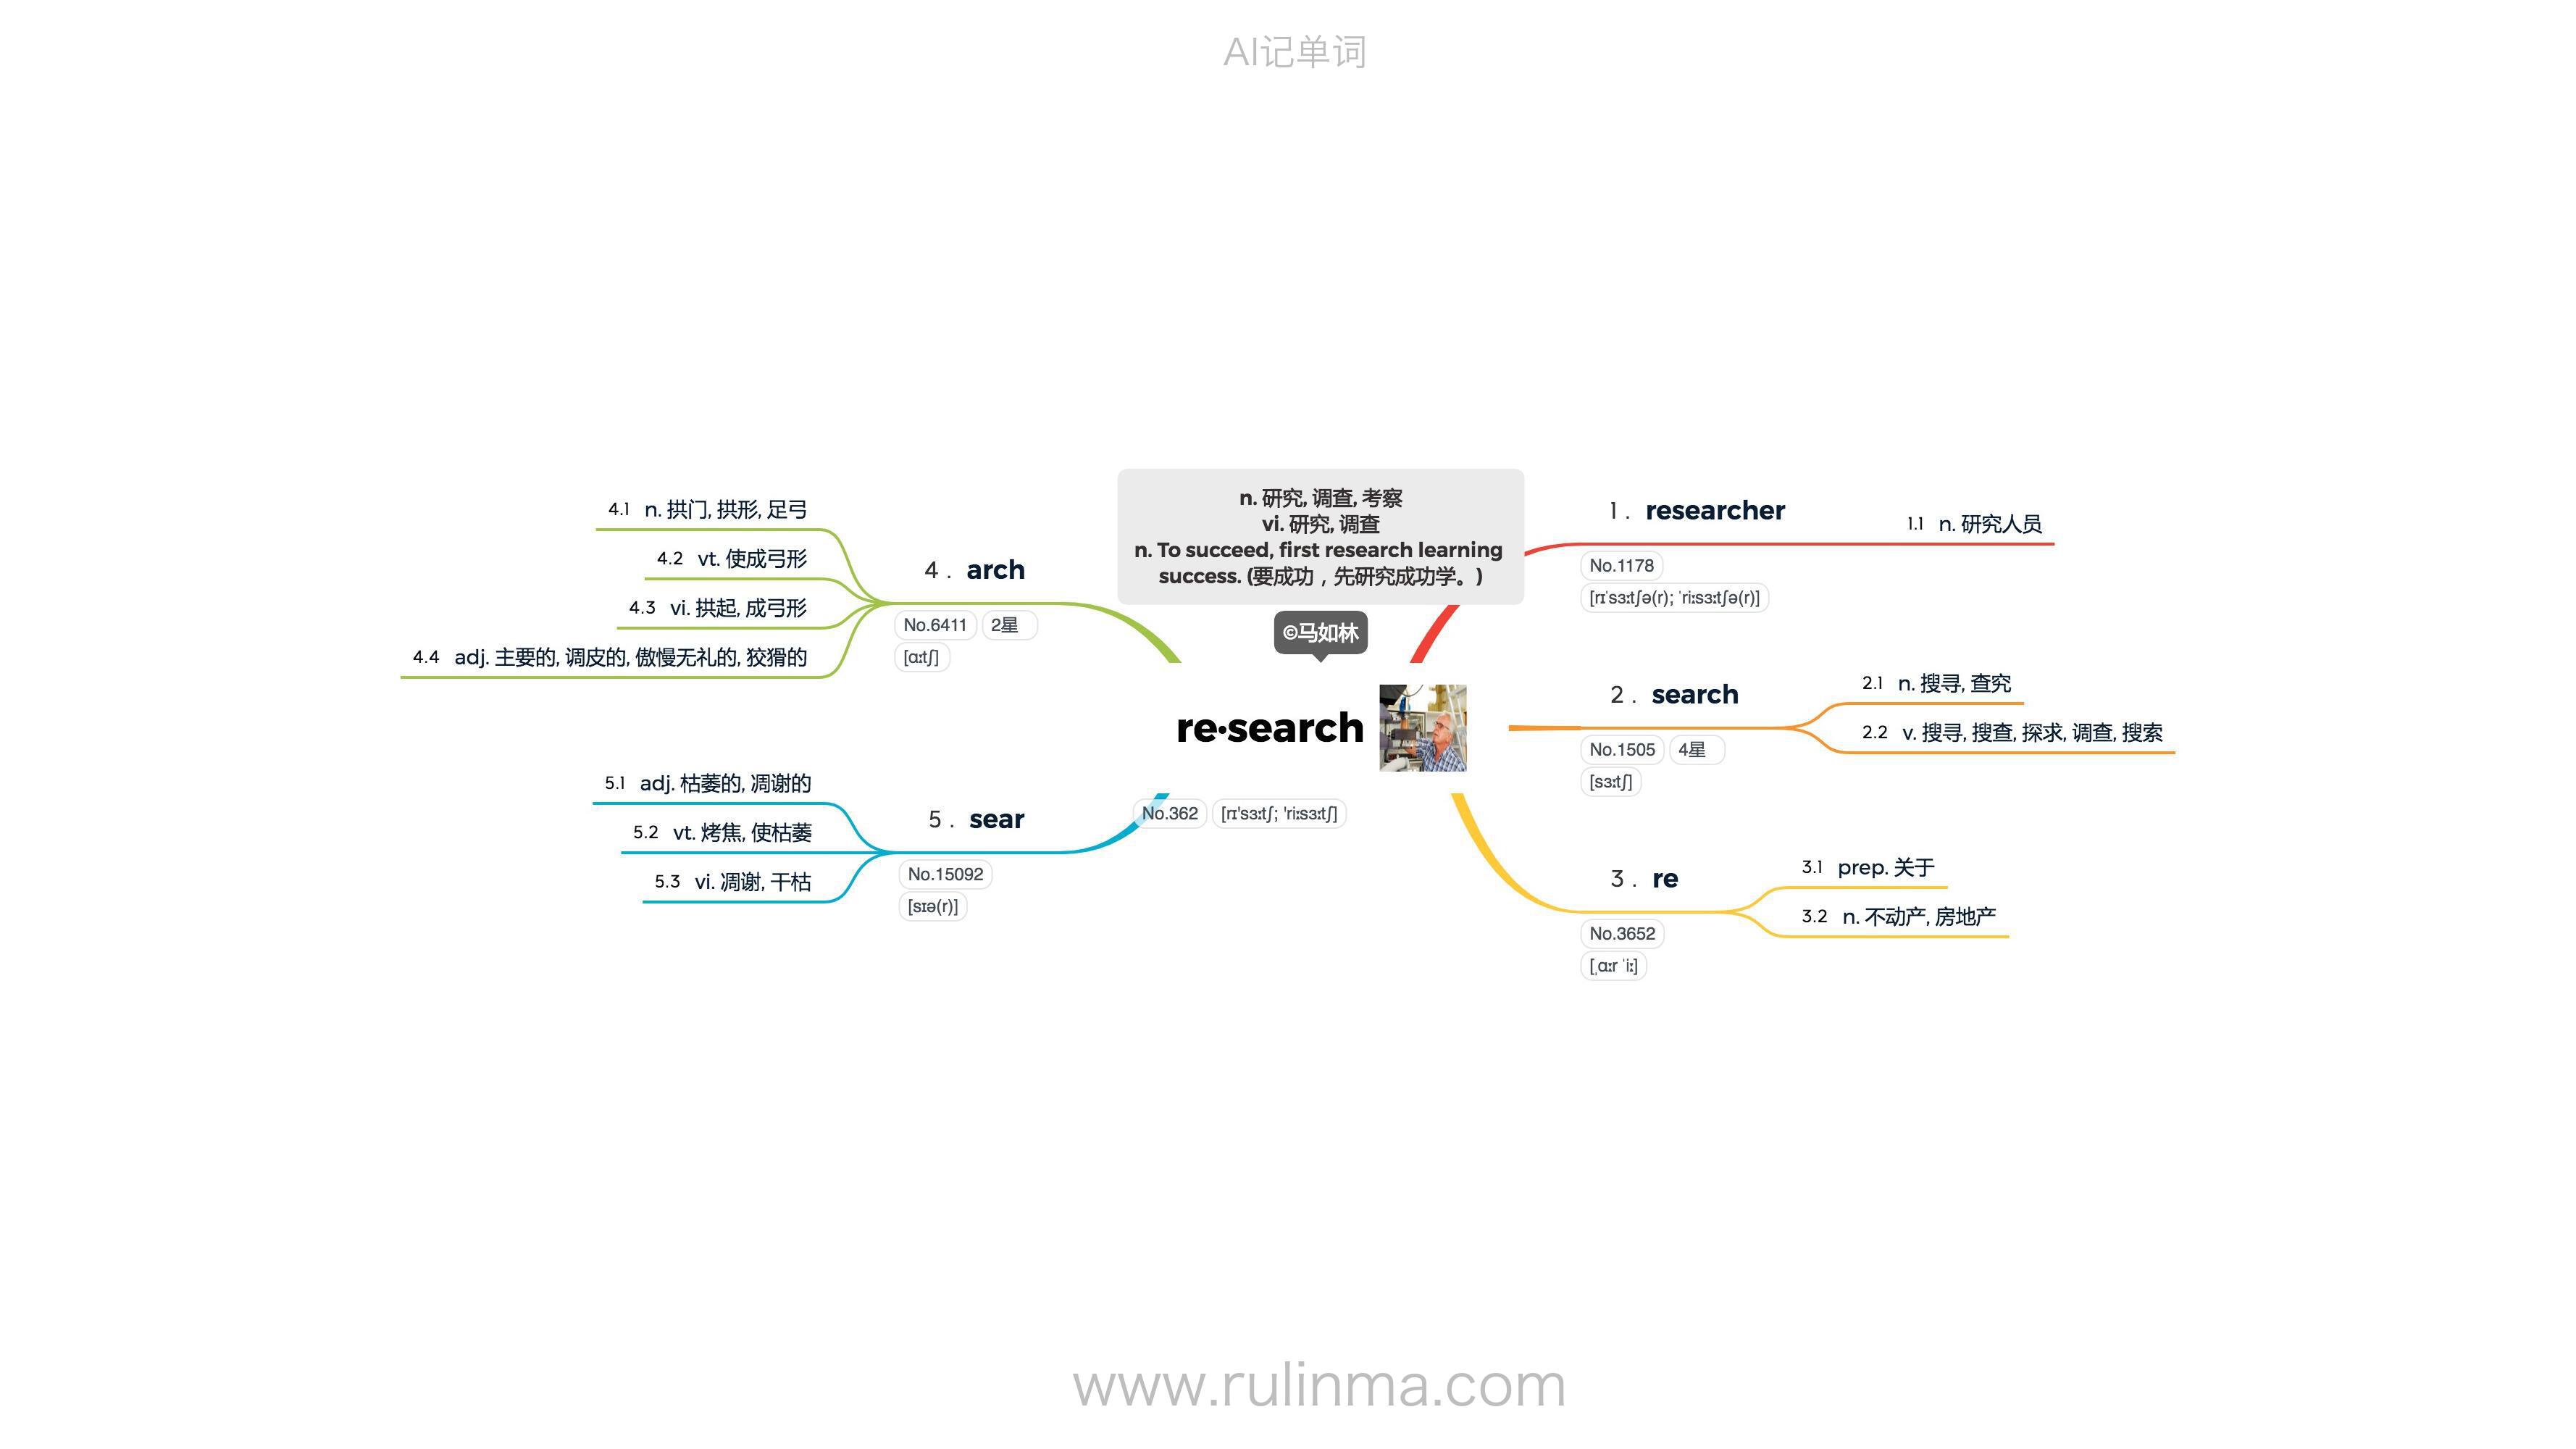 AI记单词
n. 研究, 调查, 考察
vi. 研究, 调查
n. To succeed, first research learning
success. (要成功，先研究成功学。)
©马如林
re·search
No.362 [rɪ'sɜːtʃ; 'riːsɜːtʃ]
1. researcher
No.1178
[rɪˈsɜːtʃə(r); ˈriːsɜːtʃə(r)]
1.1 n. 研究人员
2. search
No.1505 4星
[sɜːtʃ]
2.1 n. 搜寻, 查究
2.2 v. 搜寻, 搜查, 探求, 调查, 搜索
3. re
No.3652
[ˌɑːr ˈiː]
3.1 prep. 关于
3.2 n. 不动产, 房地产
4. arch
No.6411 2星
[ɑːtʃ]
4.1 n. 拱门, 拱形, 足弓
4.2 vt. 使成弓形
4.3 vi. 拱起, 成弓形
4.4 adj. 主要的, 调皮的, 傲慢无礼的, 狡猾的
5. sear
No.15092
[sɪə(r)]
5.1 adj. 枯萎的, 凋谢的
5.2 vt. 烤焦, 使枯萎
5.3 vi. 凋谢, 干枯
www.rulinma.com